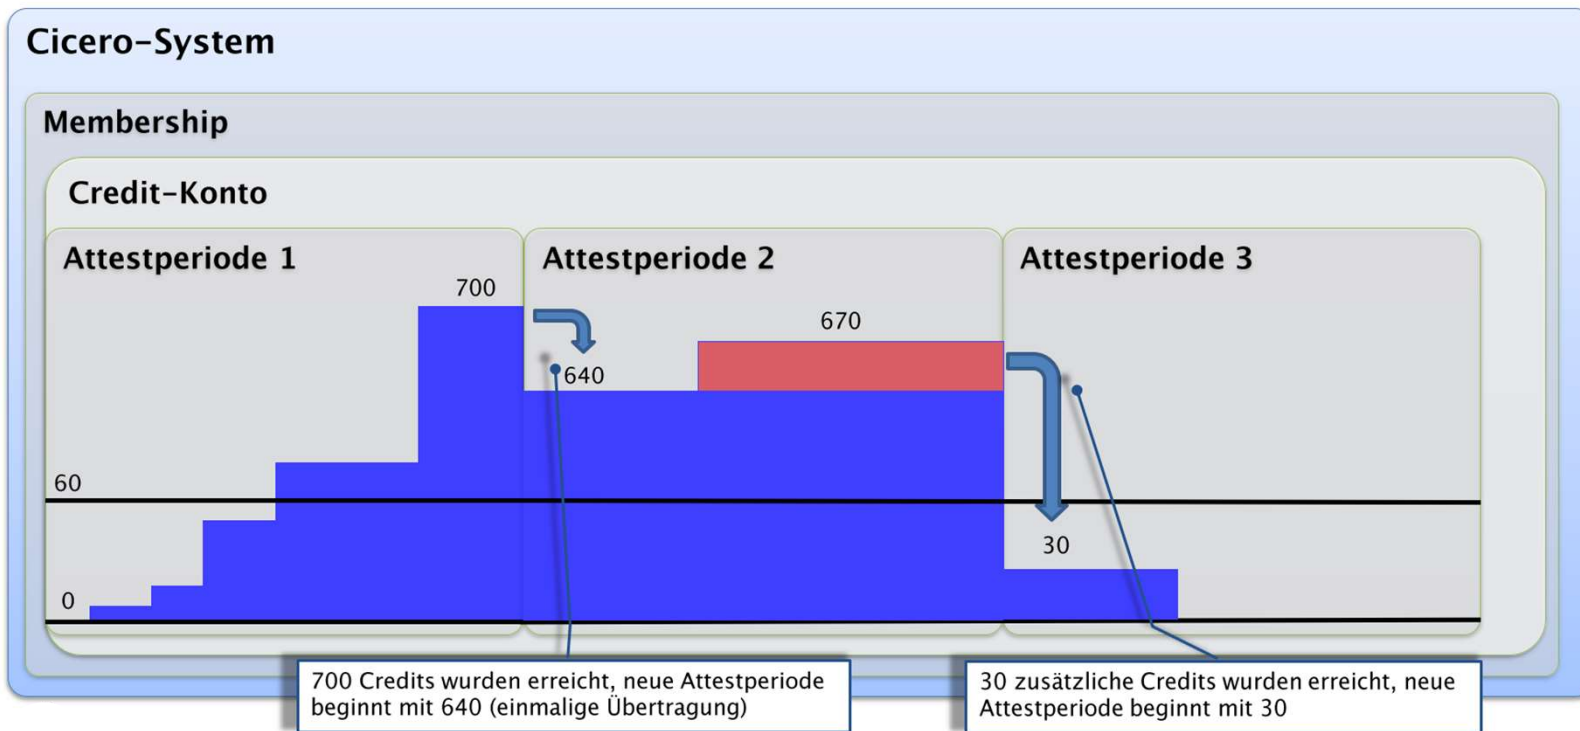 Cicero-System
Membership
Credit-Konto
Attestperiode 1
Attestperiode 2
Attestperiode 3
700
670
640
60
30
0
700 Credits wurden erreicht, neue Attestperiode
beginnt mit 640 (einmalige Übertragung)
30 zusätzliche Credits wurden erreicht, neue
Attestperiode beginnt mit 30